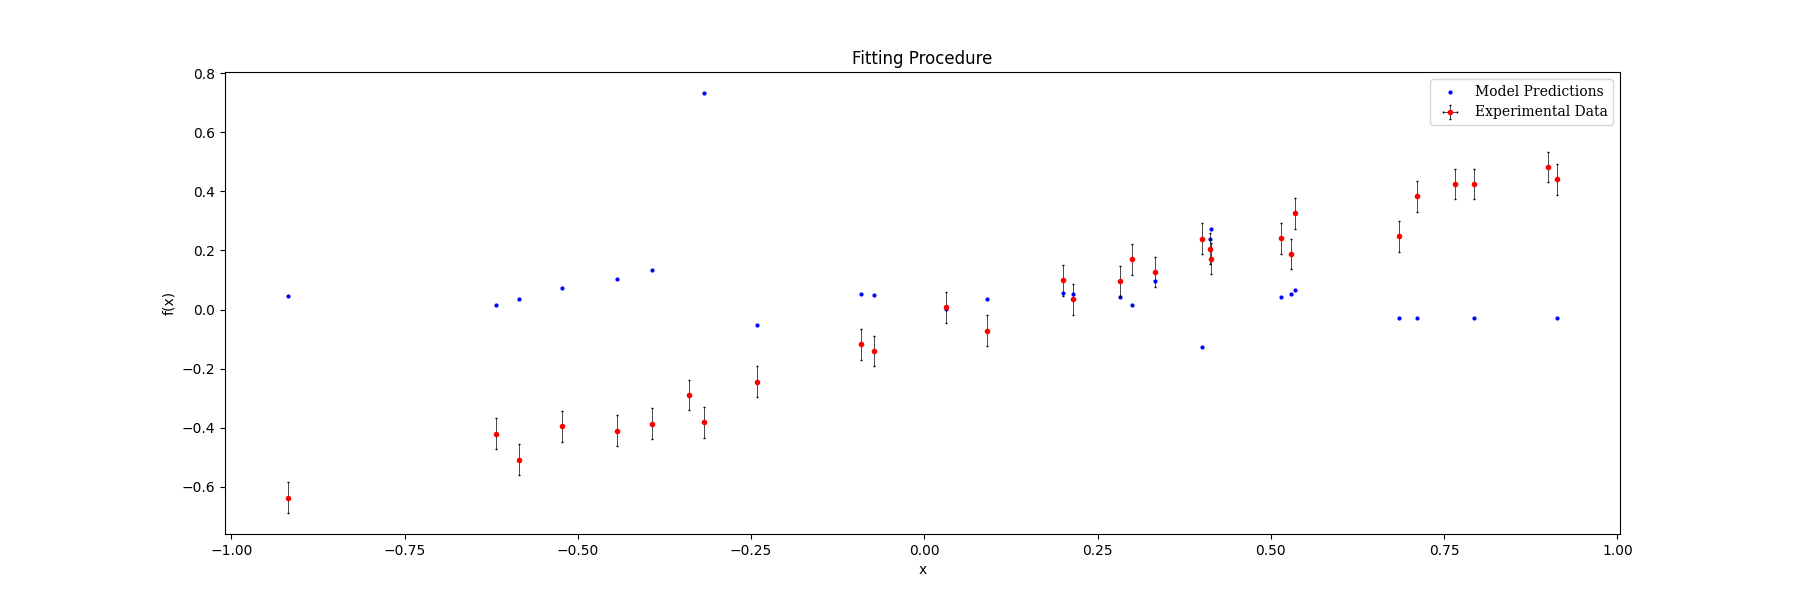 Fitting Procedure
Model Predictions
Experimental Data
f(x)
0.8
0.6
0.4
0.2
0.0
−0.2
−0.4
−0.6
−1.00 −0.75 −0.50 −0.25 0.00 0.25 0.50 0.75 1.00
x